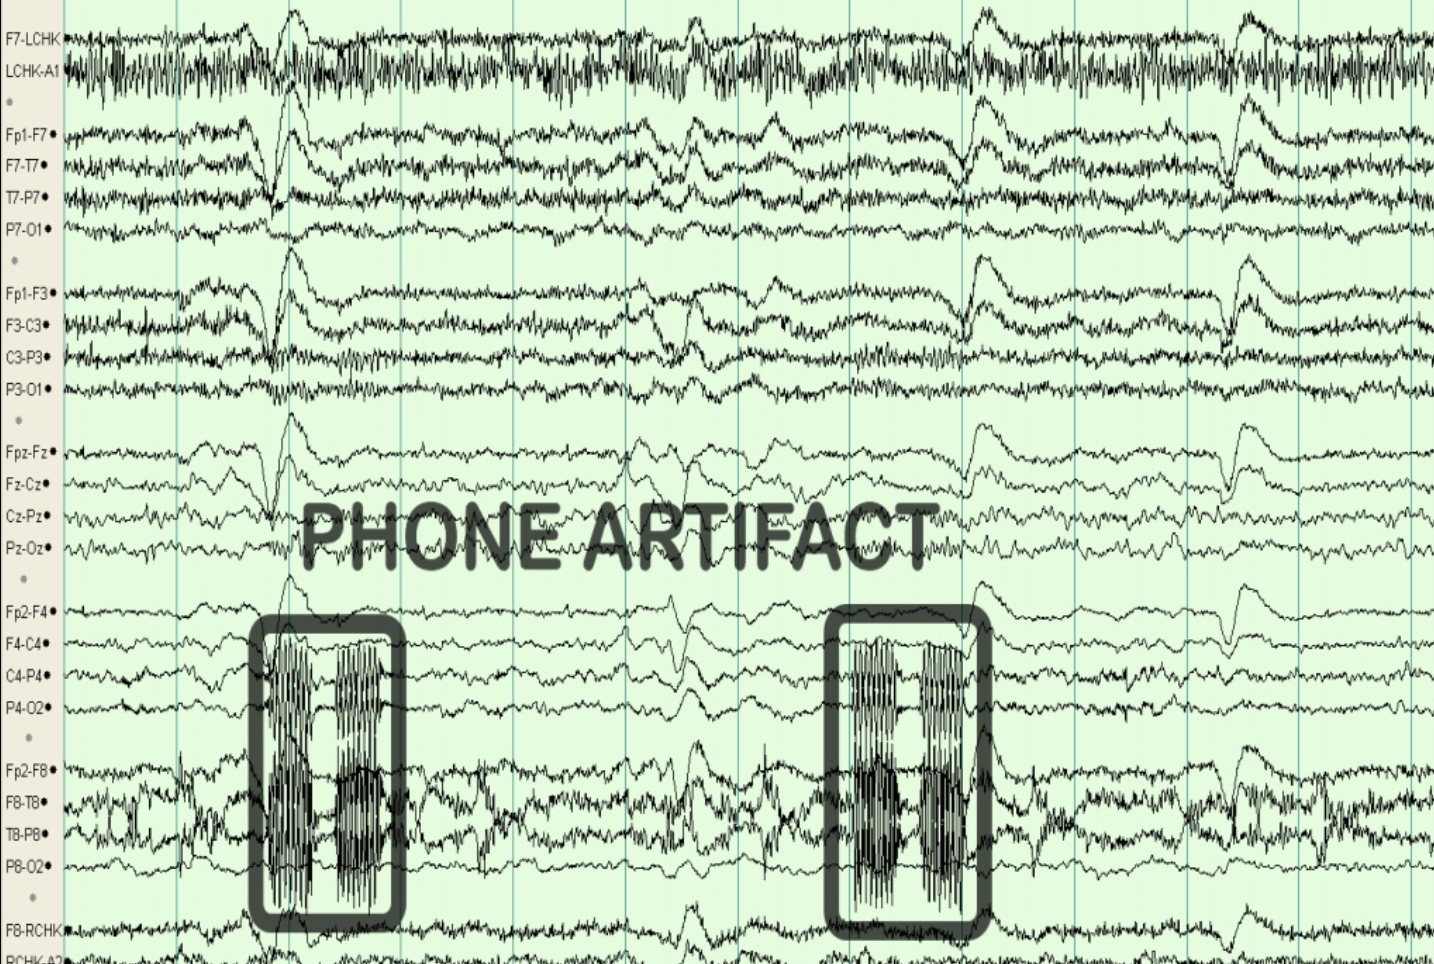 F7-LCHK
LCHK-A1
Fp1-F7
F7-T7
T7-P7
P7-O1
Fp1-F3
F3-C3
C3-P3
P3-O1
Fpz-Fz
Fz-Cz
Cz-Pz
PHONE ARTIFACT
Pz-Oz
Fp2-F4
F4-C4
C4-P4
P4-O2
Fp2-F8
F8-T8
T8-P8
P8-O2
F8-RCHK
RCHK-A2